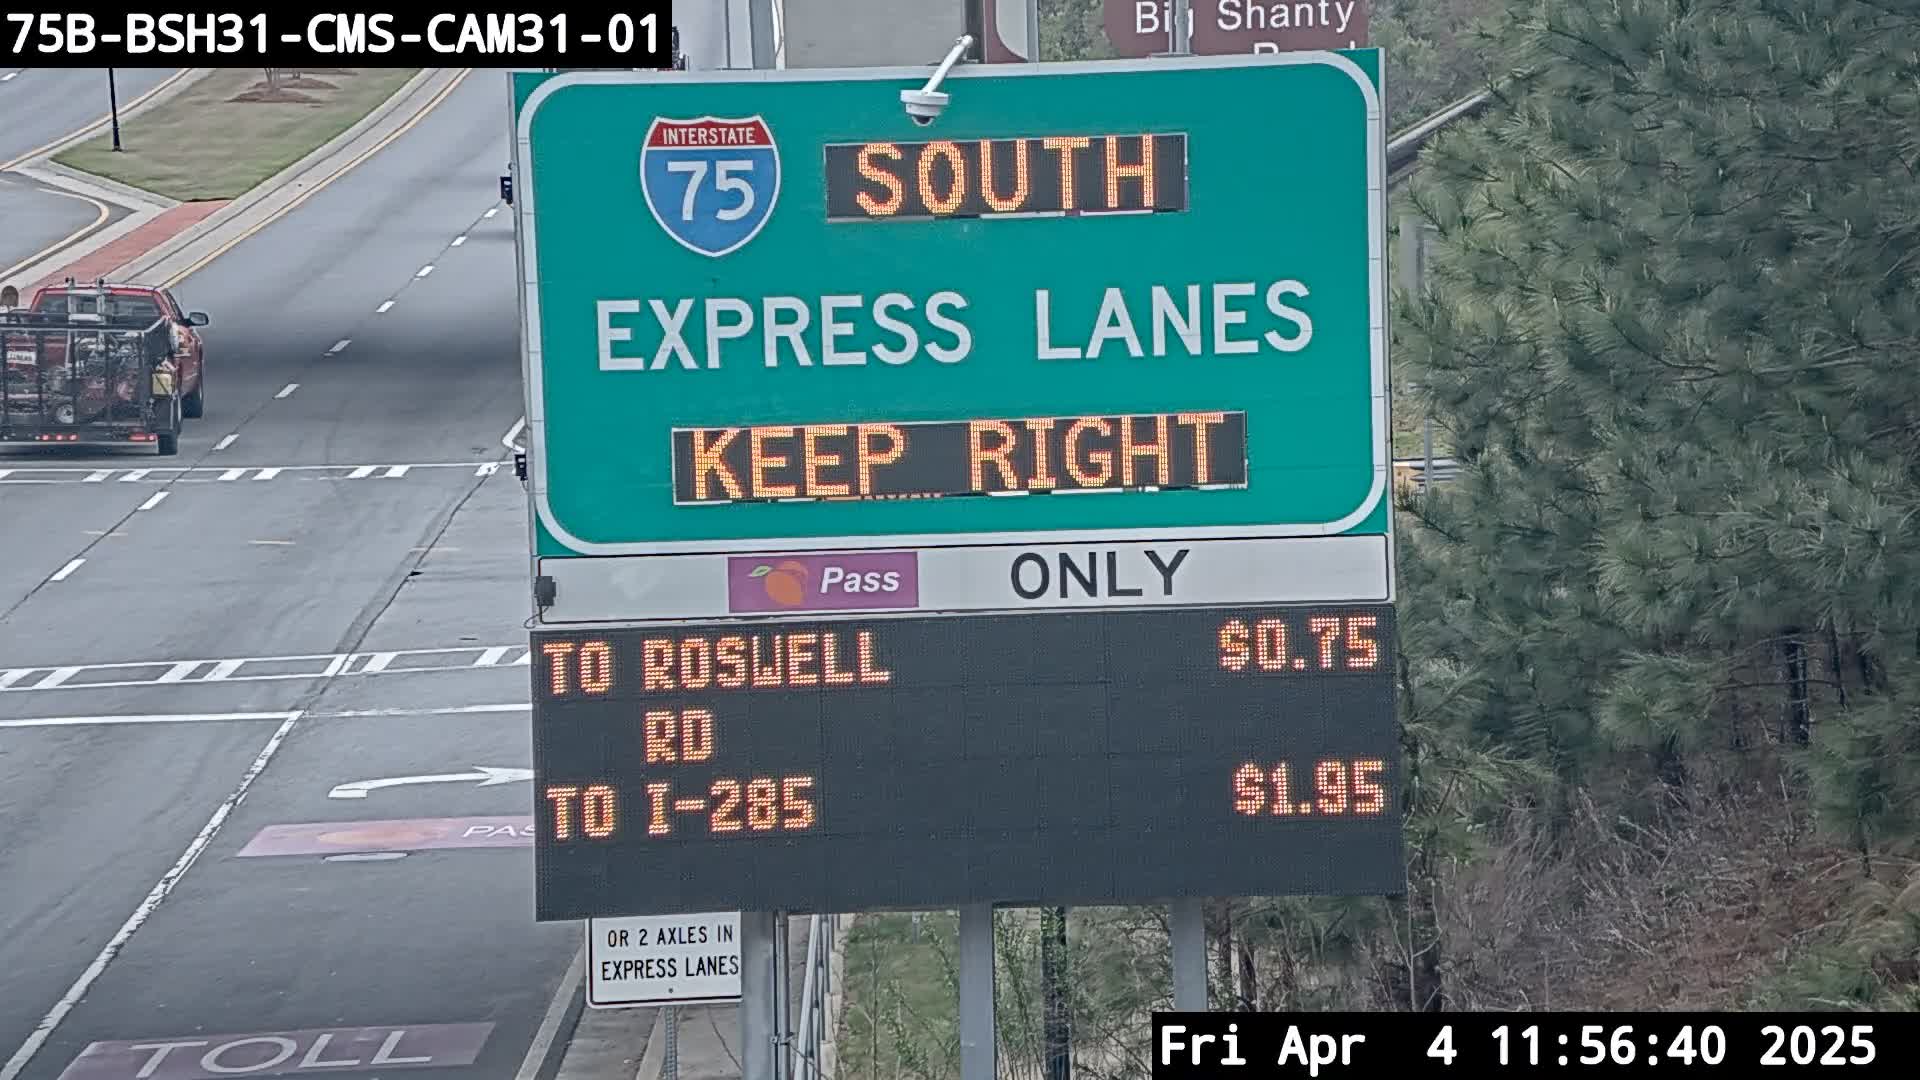 75B-BSH31-CMS-CAM31-01
Big Shanty
INTERSTATE
75
SOUTH
EXPRESS LANES
KEEP RIGHT
Pass ONLY
TO ROSWELL $0.75
RD
TO I-285 $1.95
OR 2 AXLES IN
EXPRESS LANES
TOLL
Fri Apr 4 11:56:40 2025